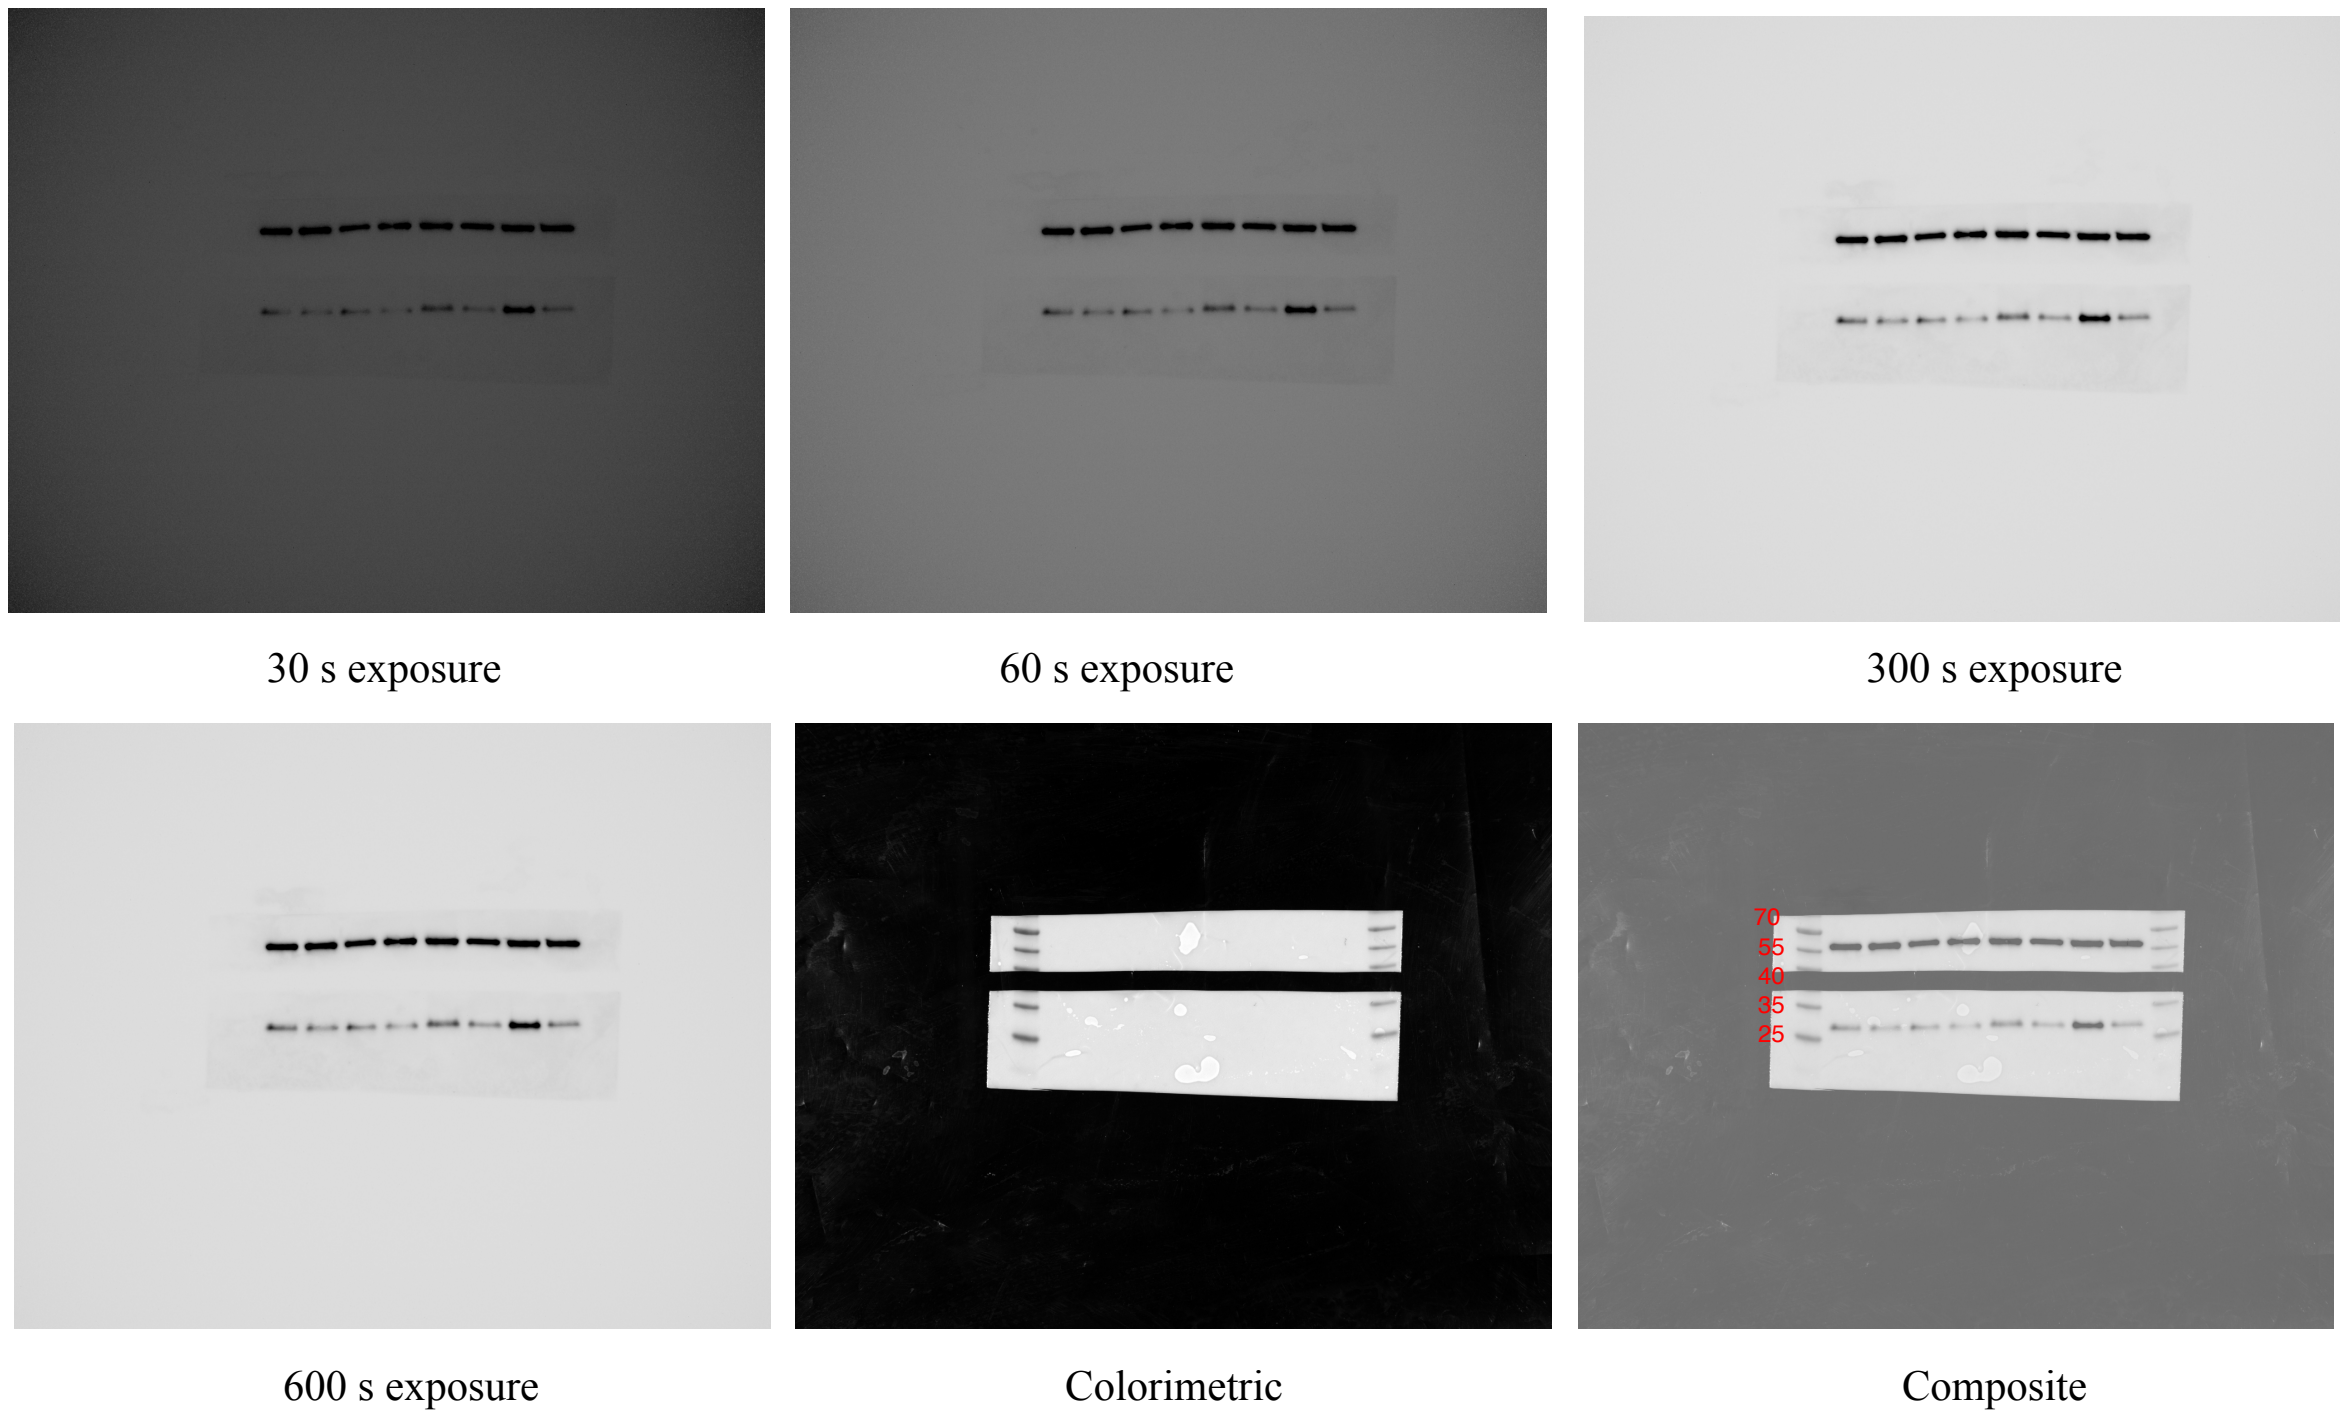 30 s exposure
60 s exposure
300 s exposure
70
55
40
35
25
600 s exposure
Colorimetric
Composite